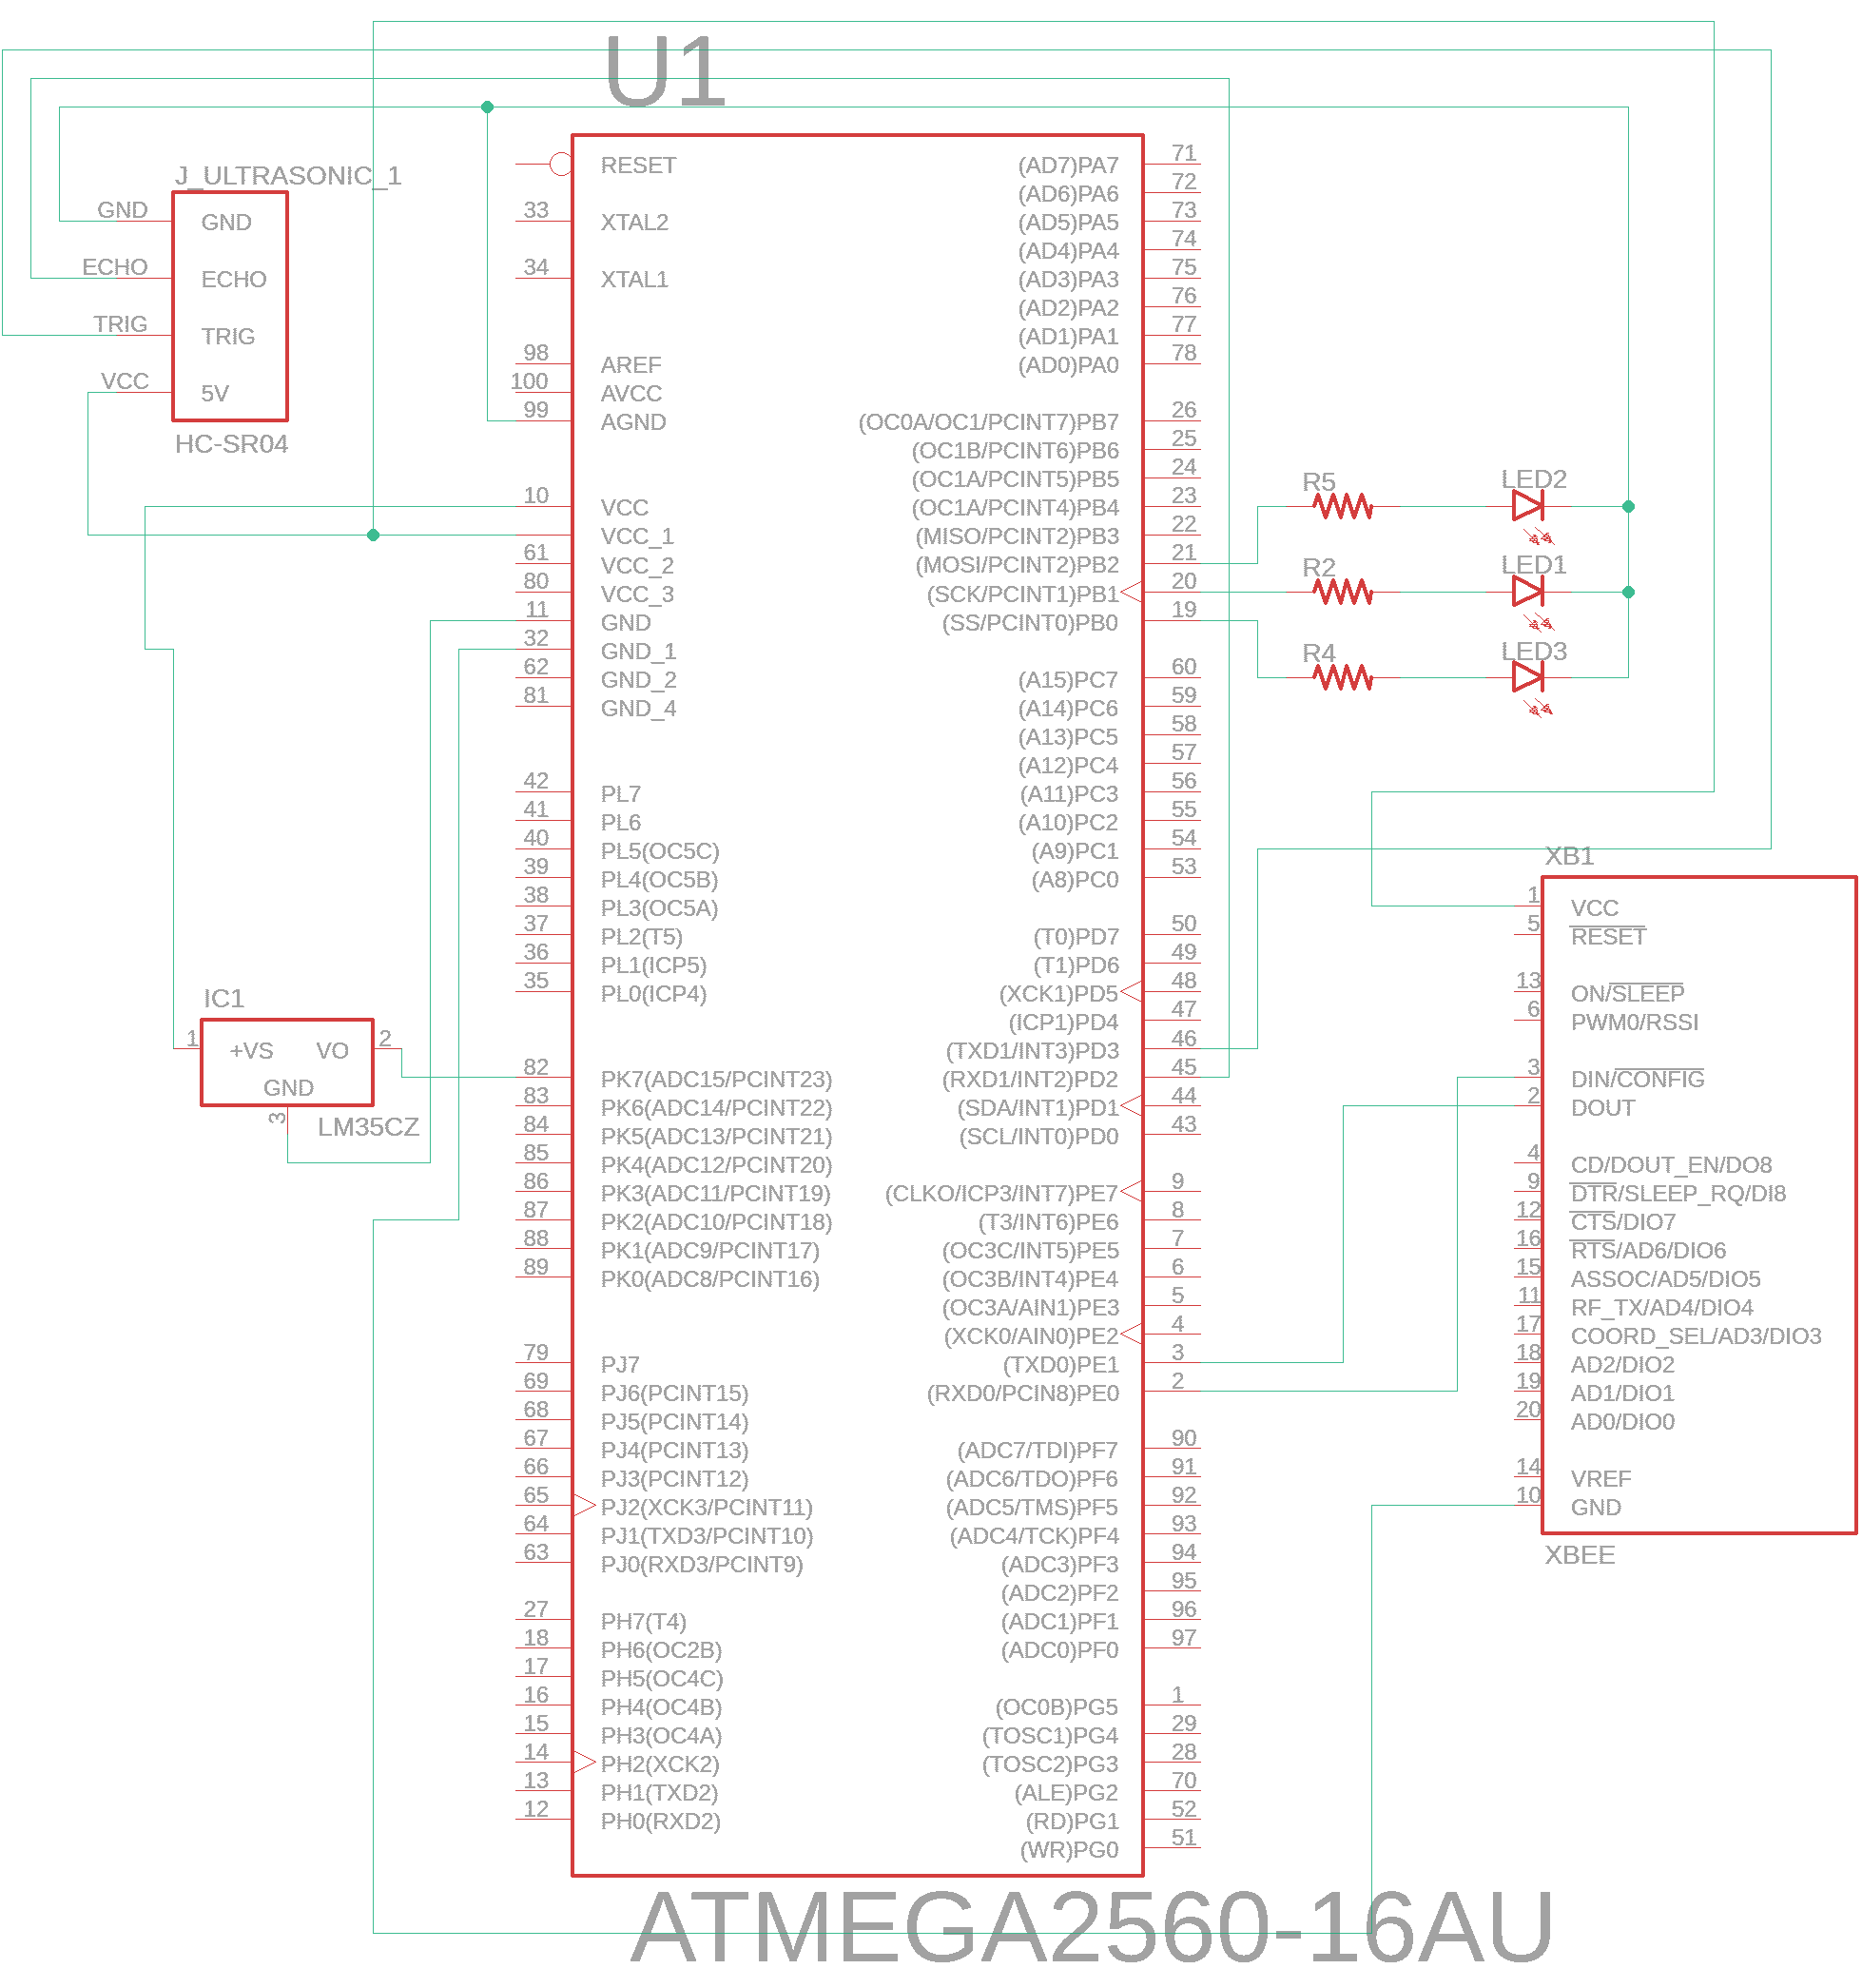 U1
J_ULTRASONIC_1
GND
GND
ECHO
ECHO
TRIG
TRIG
VCC
5V
HC-SR04
RESET
33 XTAL2
34 XTAL1
98 AREF
100 AVCC
99 AGND
10 VCC
VCC_1
61 VCC_2
80 VCC_3
11 GND
32 GND_1
62 GND_2
81 GND_4
42 PL7
41 PL6
40 PL5(OC5C)
39 PL4(OC5B)
38 PL3(OC5A)
37 PL2(T5)
36 PL1(ICP5)
35 PL0(ICP4)
82 PK7(ADC15/PCINT23)
83 PK6(ADC14/PCINT22)
84 PK5(ADC13/PCINT21)
85 PK4(ADC12/PCINT20)
86 PK3(ADC11/PCINT19)
87 PK2(ADC10/PCINT18)
88 PK1(ADC9/PCINT17)
89 PK0(ADC8/PCINT16)
79 PJ7
69 PJ6(PCINT15)
68 PJ5(PCINT14)
67 PJ4(PCINT13)
66 PJ3(PCINT12)
65 PJ2(XCK3/PCINT11)
64 PJ1(TXD3/PCINT10)
63 PJ0(RXD3/PCINT9)
27 PH7(T4)
18 PH6(OC2B)
17 PH5(OC4C)
16 PH4(OC4B)
15 PH3(OC4A)
14 PH2(XCK2)
13 PH1(TXD2)
12 PH0(RXD2)
(AD7)PA7 71
(AD6)PA6 72
(AD5)PA5 73
(AD4)PA4 74
(AD3)PA3 75
(AD2)PA2 76
(AD1)PA1 77
(AD0)PA0 78
(OC0A/OC1/PCINT7)PB7 26
(OC1B/PCINT6)PB6 25
(OC1A/PCINT5)PB5 24
(OC1A/PCINT4)PB4 23
(MISO/PCINT2)PB3 22
(MOSI/PCINT2)PB2 21
(SCK/PCINT1)PB1 20
(SS/PCINT0)PB0 19
(A15)PC7 60
(A14)PC6 59
(A13)PC5 58
(A12)PC4 57
(A11)PC3 56
(A10)PC2 55
(A9)PC1 54
(A8)PC0 53
(T0)PD7 50
(T1)PD6 49
(XCK1)PD5 48
(ICP1)PD4 47
(TXD1/INT3)PD3 46
(RXD1/INT2)PD2 45
(SDA/INT1)PD1 44
(SCL/INT0)PD0 43
(CLKO/ICP3/INT7)PE7 9
(T3/INT6)PE6 8
(OC3C/INT5)PE5 7
(OC3B/INT4)PE4 6
(OC3A/AIN1)PE3 5
(XCK0/AIN0)PE2 4
(TXD0)PE1 3
(RXD0/PCIN8)PE0 2
(ADC7/TDI)PF7 90
(ADC6/TDO)PF6 91
(ADC5/TMS)PF5 92
(ADC4/TCK)PF4 93
(ADC3)PF3 94
(ADC2)PF2 95
(ADC1)PF1 96
(ADC0)PF0 97
(OC0B)PG5 1
(TOSC1)PG4 29
(TOSC2)PG3 28
(ALE)PG2 70
(RD)PG1 52
(WR)PG0 51
ATMEGA2560-16AU
IC1
1 +VS VO 2
GND
3
LM35CZ
R5 LED2
R2 LED1
R4 LED3
XB1
1 VCC
5 RESET
13 ON/SLEEP
6 PWM0/RSSI
3 DIN/CONFIG
2 DOUT
4 CD/DOUT_EN/DO8
9 DTR/SLEEP_RQ/DI8
12 CTS/DIO7
16 RTS/AD6/DIO6
15 ASSOC/AD5/DIO5
11 RF_TX/AD4/DIO4
17 COORD_SEL/AD3/DIO3
18 AD2/DIO2
19 AD1/DIO1
20 AD0/DIO0
14 VREF
10 GND
XBEE